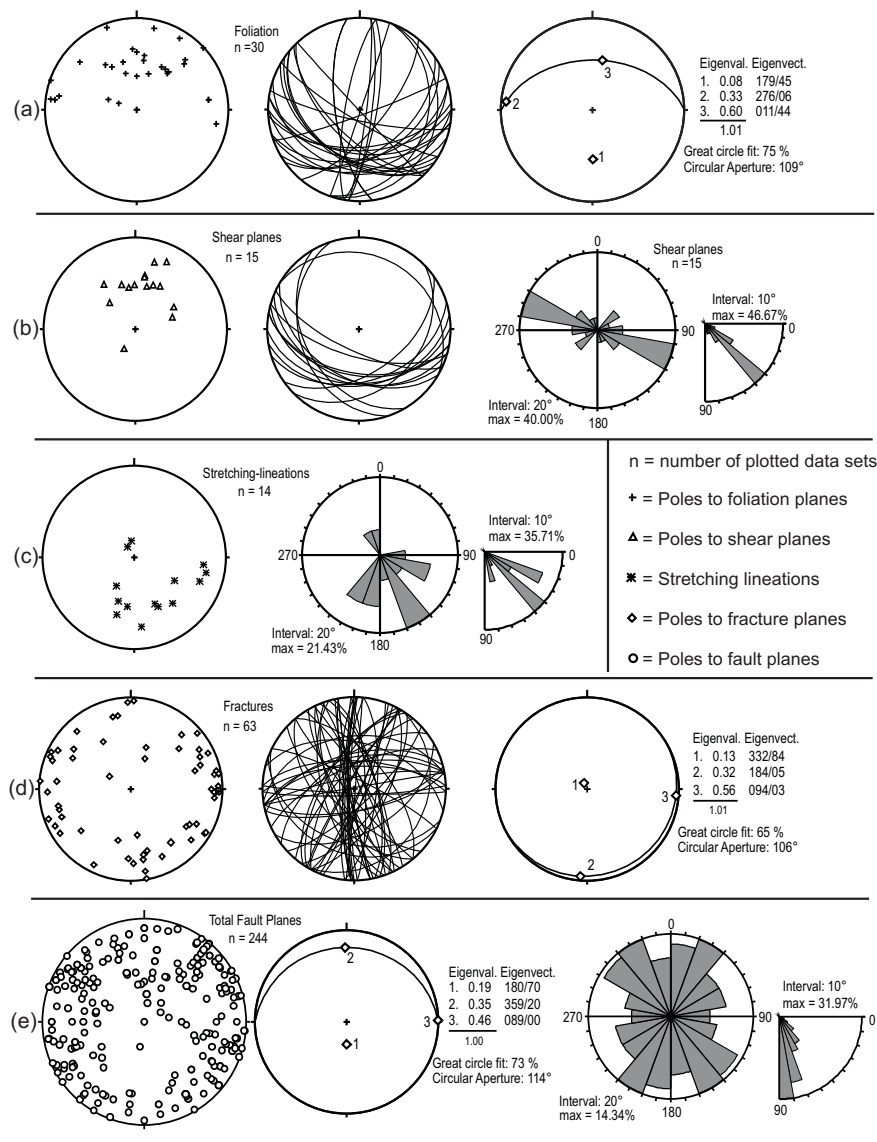 (a)
Foliation
n =30
2
3
1
Eigenval. Eigenvect.
1. 0.08 179/45
2. 0.33 276/06
3. 0.60 011/44
1.01
Great circle fit: 75 %
Circular Aperture: 109°
(b)
Shear planes
n = 15
Shear planes
n =15
0
90
180
270
Interval: 20°
max = 40.00%
Interval: 10°
max = 46.67%
0
90
(c)
Stretching-lineations
n = 14
0
90
180
270
Interval: 20°
max = 21.43%
Interval: 10°
max = 35.71%
0
90
n = number of plotted data sets
= Poles to foliation planes
= Poles to shear planes
= Stretching lineations
= Poles to fracture planes
= Poles to fault planes
(d)
Fractures
n = 63
1
3
2
Eigenval. Eigenvect.
1. 0.13 332/84
2. 0.32 184/05
3. 0.56 094/03
1.01
Great circle fit: 65 %
Circular Aperture: 106°
(e)
Total Fault Planes
n = 244
2
3
1
Eigenval. Eigenvect.
1. 0.19 180/70
2. 0.35 359/20
3. 0.46 089/00
1.00
Great circle fit: 73 %
Circular Aperture: 114°
0
90
180
270
Interval: 20°
max = 14.34%
Interval: 10°
max = 31.97%
0
90